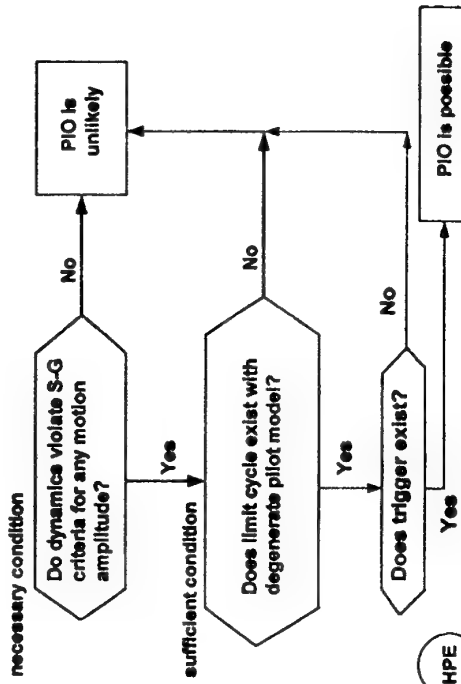 necessary condition
Do dynamics violate S-G
criteria for any motion
amplitude?
No
PIO is
unlikely
Yes
sufficient condition
Does limit cycle exist with
degenerate pilot model?
No
Yes
Does trigger exist?
No
Yes
PIO is possible
HPE